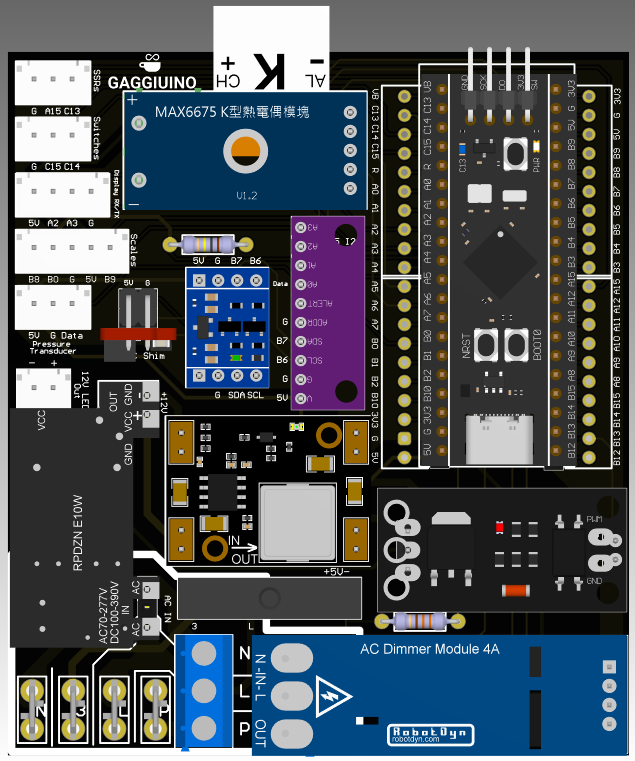 + K -
CH AL
GAGGIUINO
SSRs
G A15 C13
Switches
G C15 C14
Display RX/TX
5V A2 A3 G
Scales
B8 B0 G 5V B9
5V G Data
Pressure
Transducer
- +
12V LED
Out
MAX6675 K型熱電偶模塊
V1.2
+
-
5V G
Shim
5V G B7 B6
G SDA SCL
Data
G
B7
B6
G
5V
A3
A2
A1
A0
ALERT
ADDR
SDA
SCL
G
V
VB
C13
C14
C15
R
A0
A1
A2
A3
A4
A5
A6
A7
B0
B1
B2
B10
3V3
G
5V
VB
C13
C14
C15
R
A0
A1
A2
A3
A4
A5
A6
A7
B0
B1
B2
B10
3V3
G
5V
GND
SCK
DIO
3V3
SW
C13
PWR
NRST
BOOT0
3V3
G
5V
B9
B8
B7
B6
B5
B4
B3
A15
A12
A11
A10
A9
A8
B15
B14
B13
B12
3V3
G
5V
B9
B8
B7
B6
B5
B4
B3
A15
A12
A11
A10
A9
A8
B15
B14
B13
B12
VCC
OUT
GND
VCC
+
+12V
GND
RPDZN E10W
AC70-277V
DC100-390V
IN
AC
AC
AC IN
IN
OUT
+5V-
PWM
GND
3 L
N
L
P
N-IN-L
OUT
AC Dimmer Module 4A
RobotDyn
robotdyn.com
N 3 L P